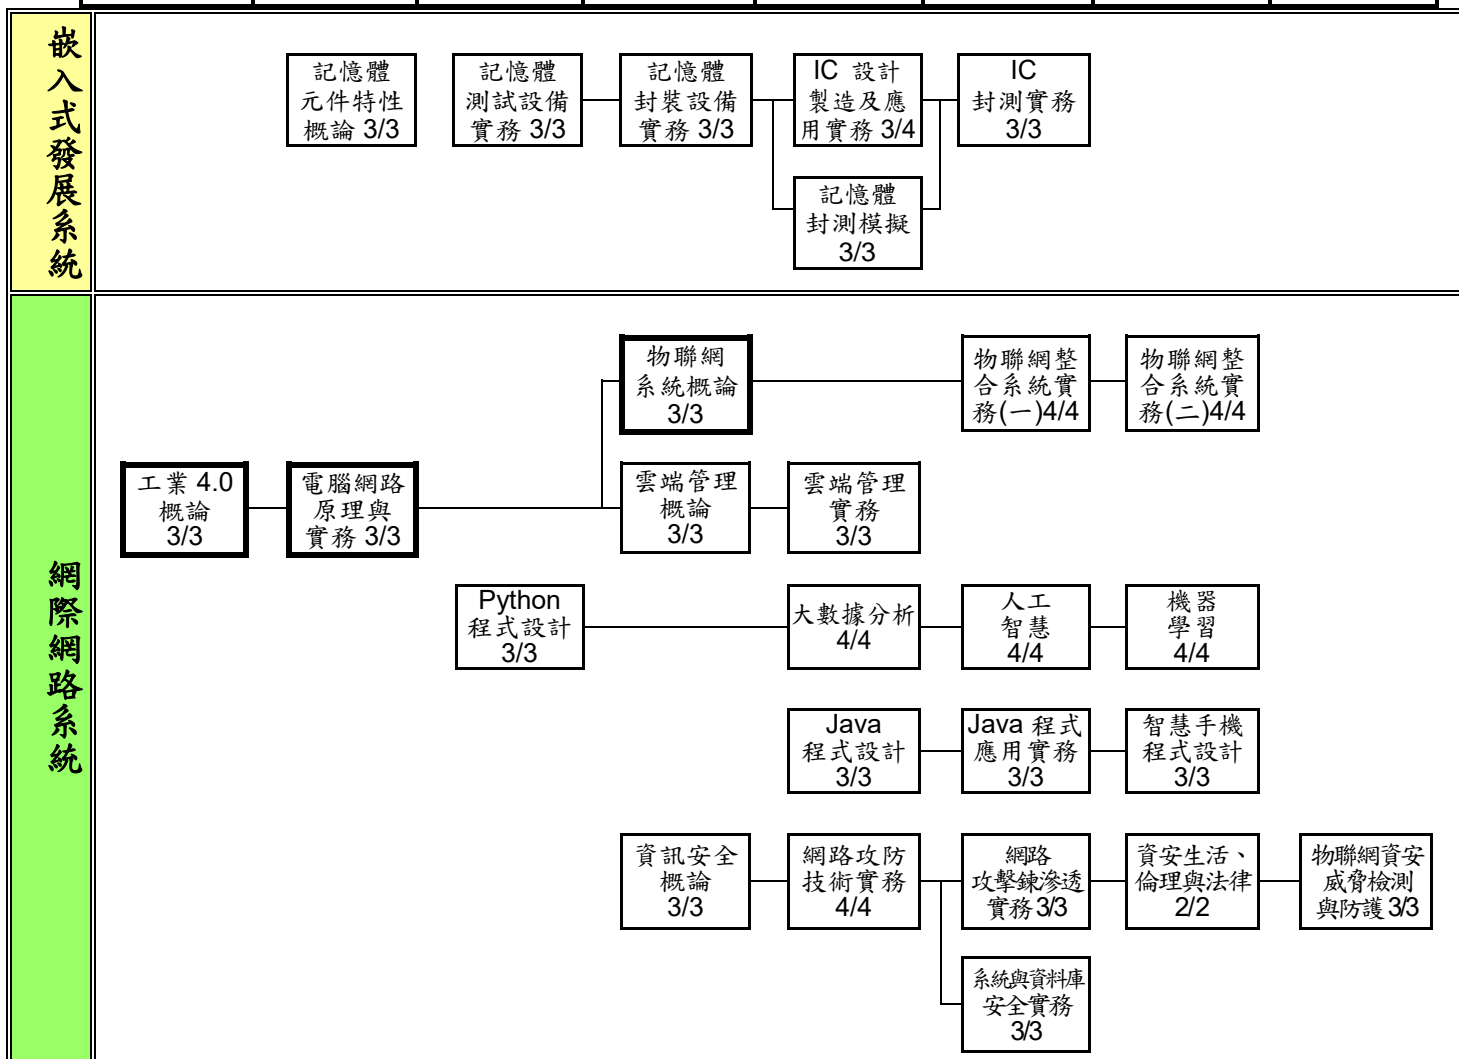 嵌入式發展系統
記憶體
元件特性
概論 3/3
記憶體
測試設備
實務 3/3
記憶體
封裝設備
實務 3/3
IC 設計
製造及應
用實務 3/4
IC
封測實務
3/3
記憶體
封測模擬
3/3
網際網路系統
物聯網
系統概論
3/3
物聯網整
合系統實
務(一)4/4
物聯網整
合系統實
務(二)4/4
工業 4.0
概論
3/3
電腦網路
原理與
實務 3/3
雲端管理
概論
3/3
雲端管理
實務
3/3
Python
程式設計
3/3
大數據分析
4/4
人工
智慧
4/4
機器
學習
4/4
Java
程式設計
3/3
Java 程式
應用實務
3/3
智慧手機
程式設計
3/3
資訊安全
概論
3/3
網路攻防
技術實務
4/4
網路
攻擊鍊滲透
實務3/3
資安生活、
倫理與法律
2/2
物聯網資安
威脅檢測
與防護3/3
系統與資料庫
安全實務
3/3